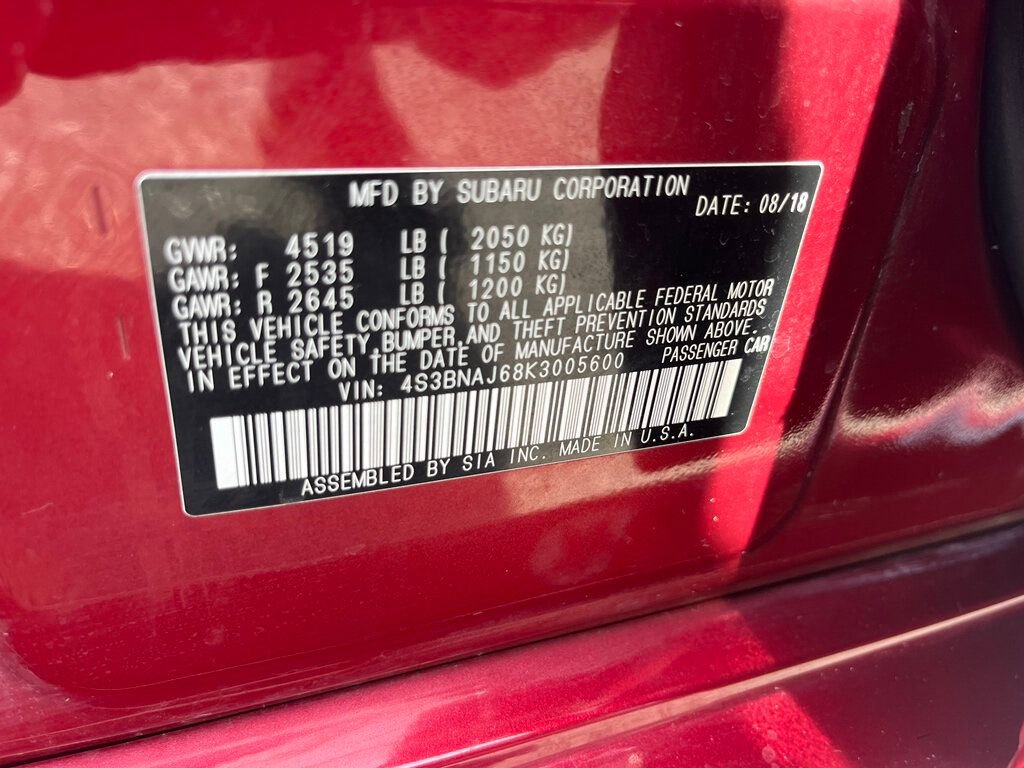 MFD BY SUBARU CORPORATION
DATE: 08/18
GVWR: 4519 LB ( 2050 KG)
GAWR: F 2535 LB ( 1150 KG)
GAWR: R 2645 LB ( 1200 KG)
THIS VEHICLE CONFORMS TO ALL APPLICABLE FEDERAL MOTOR
VEHICLE SAFETY, BUMPER, AND THEFT PREVENTION STANDARDS
IN EFFECT ON THE DATE OF MANUFACTURE SHOWN ABOVE.
VIN: 4S3BNAJ68K3005600 PASSENGER CAR
ASSEMBLED BY SIA INC. MADE IN U.S.A.